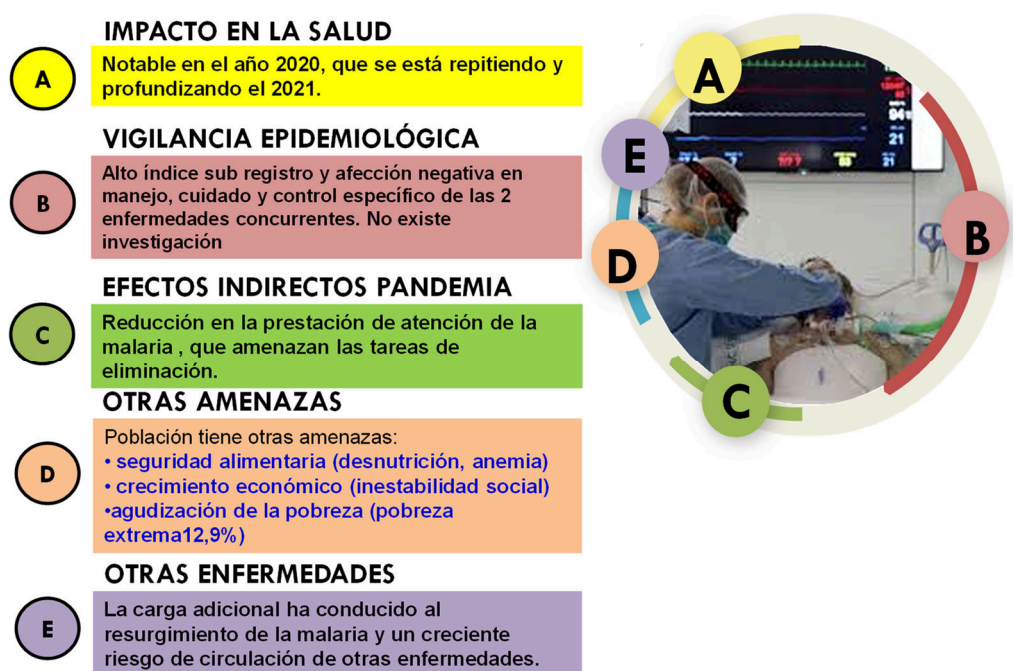 IMPACTO EN LA SALUD
A
Notable en el año 2020, que se está repitiendo y
profundizando el 2021.
VIGILANCIA EPIDEMIOLÓGICA
B
Alto índice sub registro y afección negativa en
manejo, cuidado y control específico de las 2
enfermedades concurrentes. No existe
investigación
EFECTOS INDIRECTOS PANDEMIA
C
Reducción en la prestación de atención de la
malaria , que amenazan las tareas de
eliminación.
OTRAS AMENAZAS
D
Población tiene otras amenazas:
• seguridad alimentaria (desnutrición, anemia)
• crecimiento económico (inestabilidad social)
•agudización de la pobreza (pobreza
extrema12,9%)
OTRAS ENFERMEDADES
E
La carga adicional ha conducido al
resurgimiento de la malaria y un creciente
riesgo de circulación de otras enfermedades.
A
E
B
D
C
94
21
21